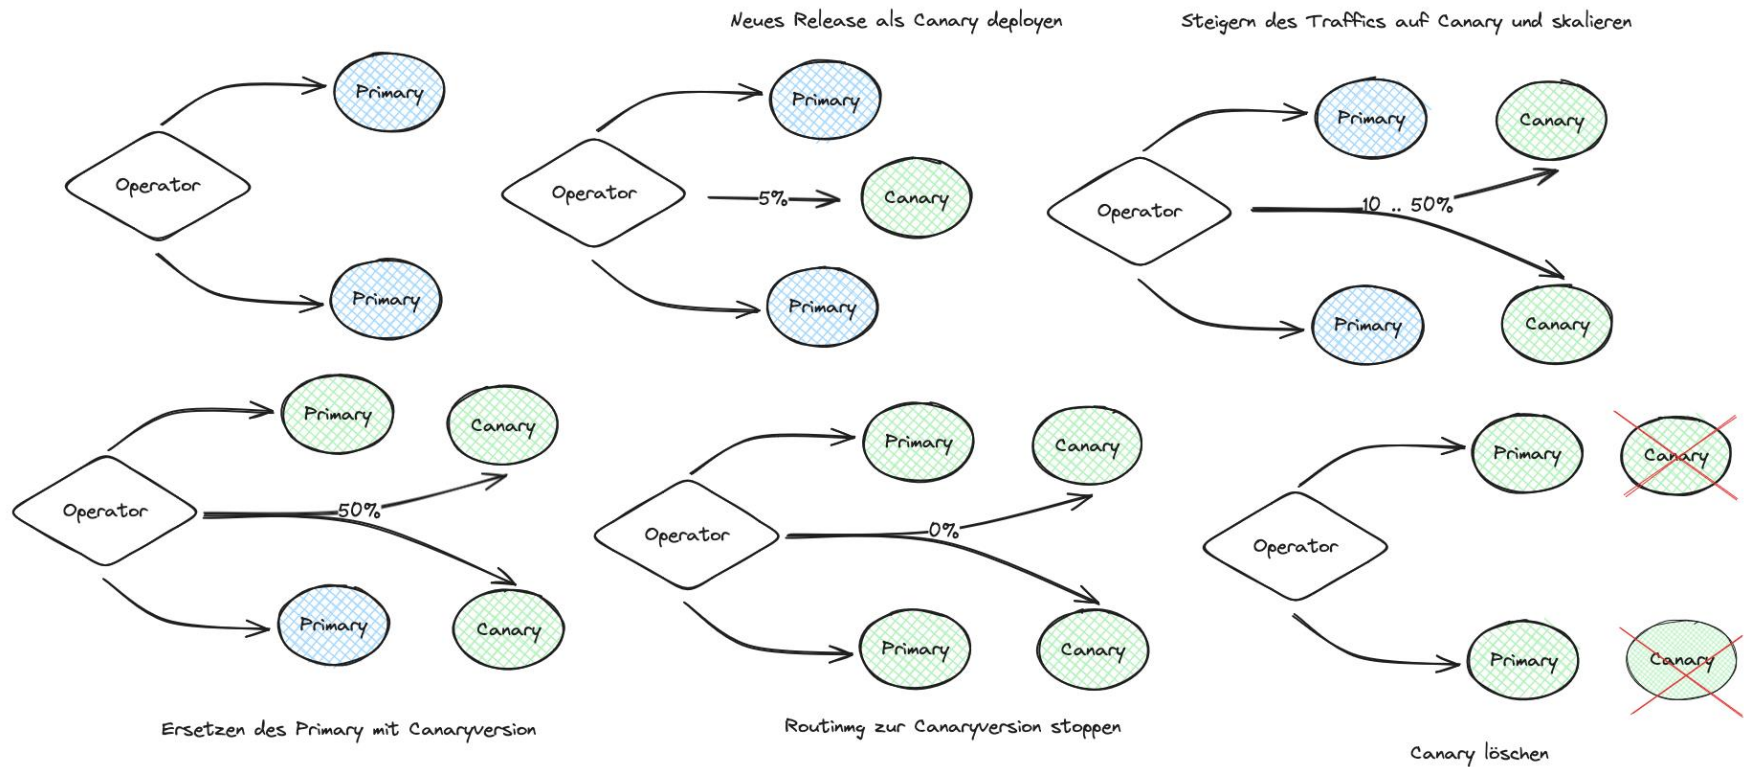 Primary
Operator
Primary
Neues Release als Canary deployen
Primary
Operator
5%
Canary
Primary
Steigern des Traffics auf Canary und skalieren
Primary
Canary
Operator
10 .. 50%
Primary
Canary
Primary
Canary
Operator
50%
Primary
Canary
Ersetzen des Primary mit Canaryversion
Primary
Canary
Operator
0%
Primary
Canary
Routinmg zur Canaryversion stoppen
Primary
Canary
Operator
Primary
Canary
Canary löschen